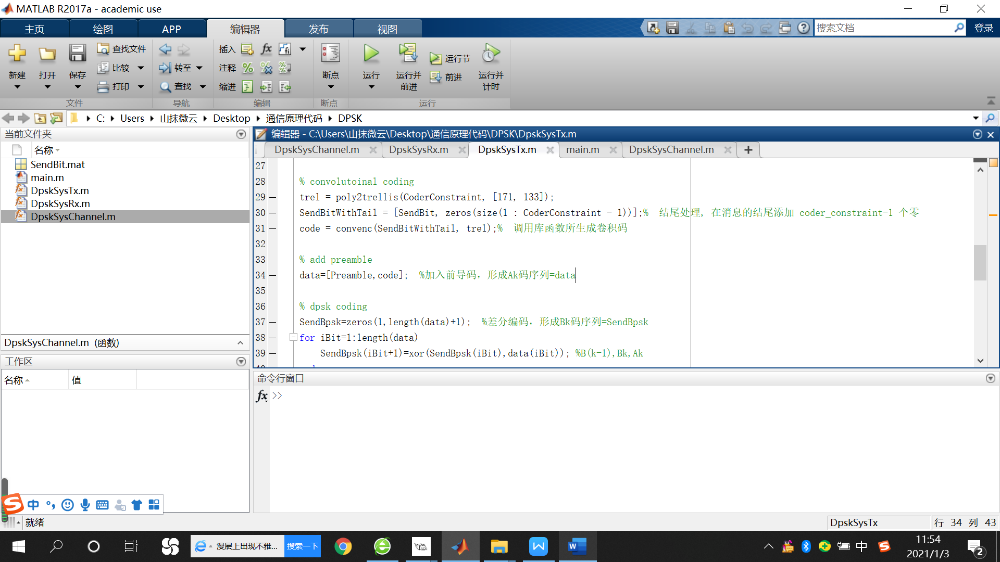 MATLAB R2017a - academic use
主页 绘图 APP 编辑器 发布 视图 搜索文档 登录
新建 打开 保存 查找文件 比较 打印 转至 查找 插入 注释 缩进 断点 运行 运行并前进 运行节 前进 运行并计时
文件 导航 编辑 断点 运行
C: Users 山抹微云 Desktop 通信原理代码 DPSK
当前文件夹
名称
SendBit.mat
main.m
DpskSysTx.m
DpskSysRx.m
DpskSysChannel.m
DpskSysChannel.m (函数)
工作区
名称 值
编辑器 - C:\Users\山抹微云\Desktop\通信原理代码\DPSK\DpskSysTx.m
DpskSysChannel.m DpskSysRx.m DpskSysTx.m main.m DpskSysChannel.m
27
28 % convolutoinal coding
29 trel = poly2trellis(CoderConstraint, [171, 133]);
30 SendBitWithTail = [SendBit, zeros(size(1 : CoderConstraint - 1))];% 结尾处理, 在消息的结尾添加 coder_constraint-1 个零
31 code = convenc(SendBitWithTail, trel);% 调用库函数所生成卷积码
32
33 % add preamble
34 data=[Preamble,code]; %加入前导码，形成Ak码序列=data
35
36 % dpsk coding
37 SendBpsk=zeros(1,length(data)+1); %差分编码，形成Bk码序列=SendBpsk
38 for iBit=1:length(data)
39 SendBpsk(iBit+1)=xor(SendBpsk(iBit),data(iBit)); %B(k-1),Bk,Ak
命令行窗口
fx >>
中
就绪
DpskSysTx 行 34 列 43
漫展上出现不雅... 搜索一下
中
11:54
2021/1/3
2